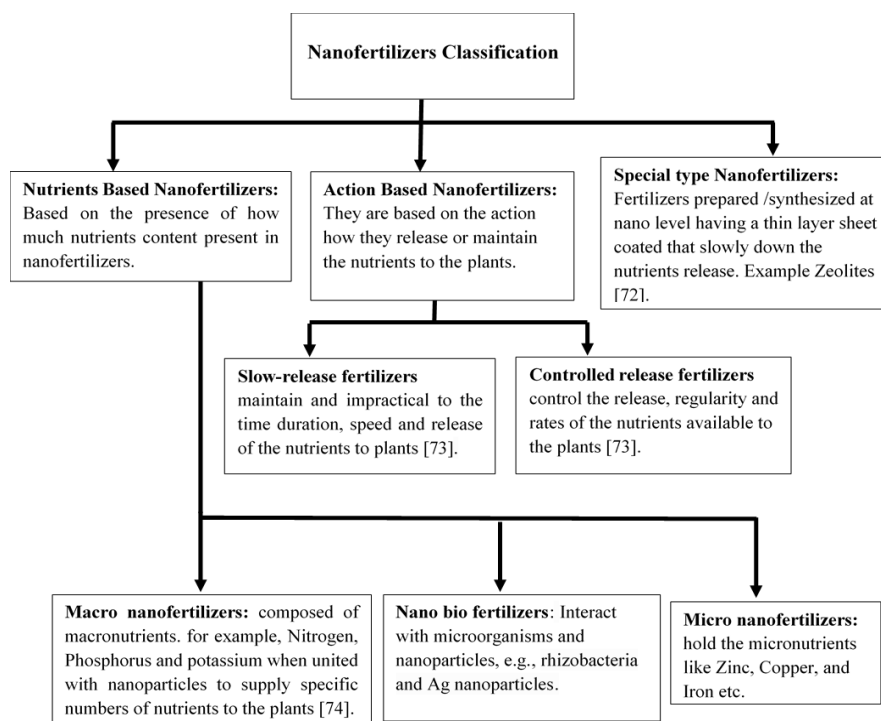 Nanofertilizers Classification
Nutrients Based Nanofertilizers:
Based on the presence of how
much nutrients content present in
nanofertilizers.
Action Based Nanofertilizers:
They are based on the action
how they release or maintain
the nutrients to the plants.
Special type Nanofertilizers:
Fertilizers prepared /synthesized at
nano level having a thin layer sheet
coated that slowly down the
nutrients release. Example Zeolites
[72].
Slow-release fertilizers
maintain and impractical to the
time duration, speed and release
of the nutrients to plants [73].
Controlled release fertilizers
control the release, regularity and
rates of the nutrients available to
the plants [73].
Macro nanofertilizers: composed of
macronutrients. for example, Nitrogen,
Phosphorus and potassium when united
with nanoparticles to supply specific
numbers of nutrients to the plants [74].
Nano bio fertilizers: Interact
with microorganisms and
nanoparticles, e.g., rhizobacteria
and Ag nanoparticles.
Micro nanofertilizers:
hold the micronutrients
like Zinc, Copper, and
Iron etc.